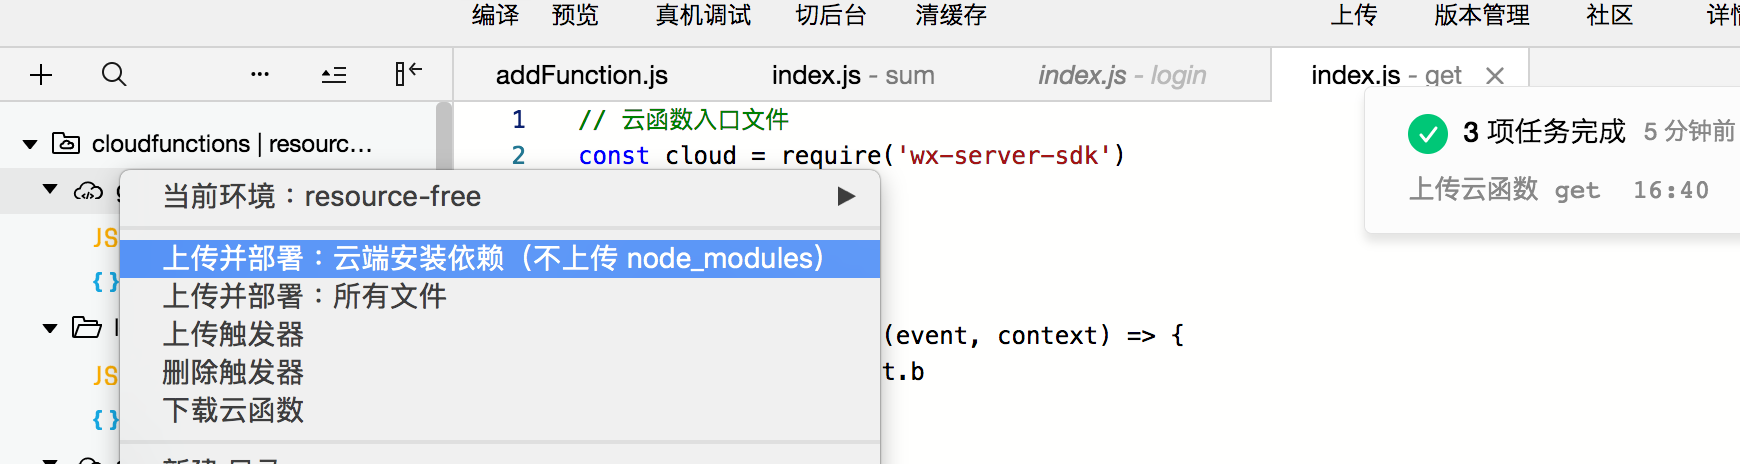 编译 预览 真机调试 切后台 清缓存 上传 版本管理 社区
addFunction.js index.js - sum index.js - login index.js - get
1 // 云函数入口文件
2 const cloud = require('wx-server-sdk')
cloudfunctions | resourc...
3 项任务完成 5 分钟前
上传云函数 get 16:40
当前环境：resource-free
JS
上传并部署：云端安装依赖（不上传 node_modules）
{}
上传并部署：所有文件
上传触发器
(event, context) => {
删除触发器
t.b
JS
下载云函数
{}